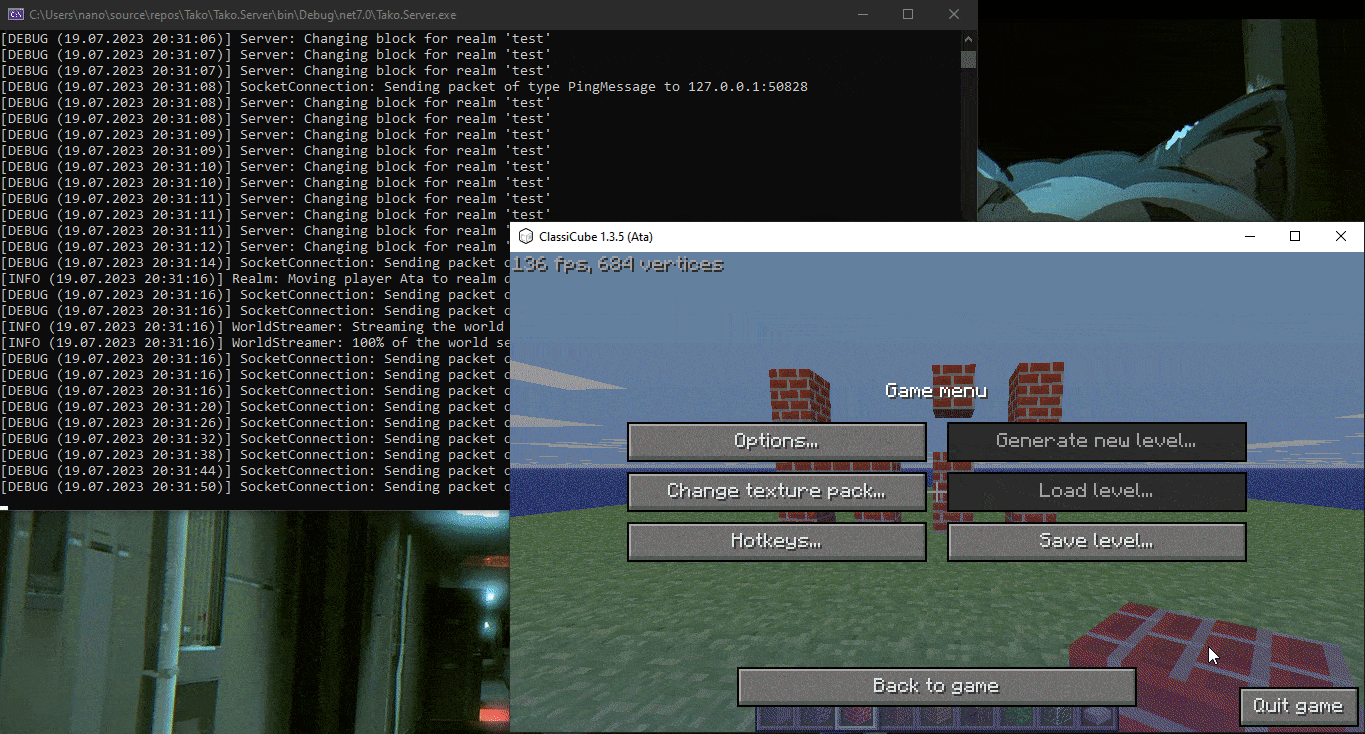 C:\Users\nano\source\repos\Tako\Tako.Server\bin\Debug\net7.0\Tako.Server.exe
[DEBUG (19.07.2023 20:31:06)] Server: Changing block for realm 'test'
[DEBUG (19.07.2023 20:31:07)] Server: Changing block for realm 'test'
[DEBUG (19.07.2023 20:31:07)] Server: Changing block for realm 'test'
[DEBUG (19.07.2023 20:31:08)] SocketConnection: Sending packet of type PingMessage to 127.0.0.1:50828
[DEBUG (19.07.2023 20:31:08)] Server: Changing block for realm 'test'
[DEBUG (19.07.2023 20:31:08)] Server: Changing block for realm 'test'
[DEBUG (19.07.2023 20:31:09)] Server: Changing block for realm 'test'
[DEBUG (19.07.2023 20:31:09)] Server: Changing block for realm 'test'
[DEBUG (19.07.2023 20:31:10)] Server: Changing block for realm 'test'
[DEBUG (19.07.2023 20:31:10)] Server: Changing block for realm 'test'
[DEBUG (19.07.2023 20:31:11)] Server: Changing block for realm 'test'
[DEBUG (19.07.2023 20:31:11)] Server: Changing block for realm 'test'
[DEBUG (19.07.2023 20:31:11)] Server: Changing block for realm '
[DEBUG (19.07.2023 20:31:12)] Server: Changing block for realm '
[DEBUG (19.07.2023 20:31:14)] SocketConnection: Sending packet
[INFO (19.07.2023 20:31:16)] Realm: Moving player Ata to realm
[DEBUG (19.07.2023 20:31:16)] SocketConnection: Sending packet
[DEBUG (19.07.2023 20:31:16)] SocketConnection: Sending packet
[INFO (19.07.2023 20:31:16)] WorldStreamer: Streaming the world
[INFO (19.07.2023 20:31:16)] WorldStreamer: 100% of the world se
[DEBUG (19.07.2023 20:31:16)] SocketConnection: Sending packet
[DEBUG (19.07.2023 20:31:16)] SocketConnection: Sending packet
[DEBUG (19.07.2023 20:31:16)] SocketConnection: Sending packet
[DEBUG (19.07.2023 20:31:20)] SocketConnection: Sending packet
[DEBUG (19.07.2023 20:31:26)] SocketConnection: Sending packet
[DEBUG (19.07.2023 20:31:32)] SocketConnection: Sending packet
[DEBUG (19.07.2023 20:31:38)] SocketConnection: Sending packet
[DEBUG (19.07.2023 20:31:44)] SocketConnection: Sending packet
[DEBUG (19.07.2023 20:31:50)] SocketConnection: Sending packet
ClassiCube 1.3.5 (Ata)
136 fps, 684 vertices
Game menu
Options...
Generate new level...
Change texture pack...
Load level...
Hotkeys...
Save level...
Back to game
Quit game